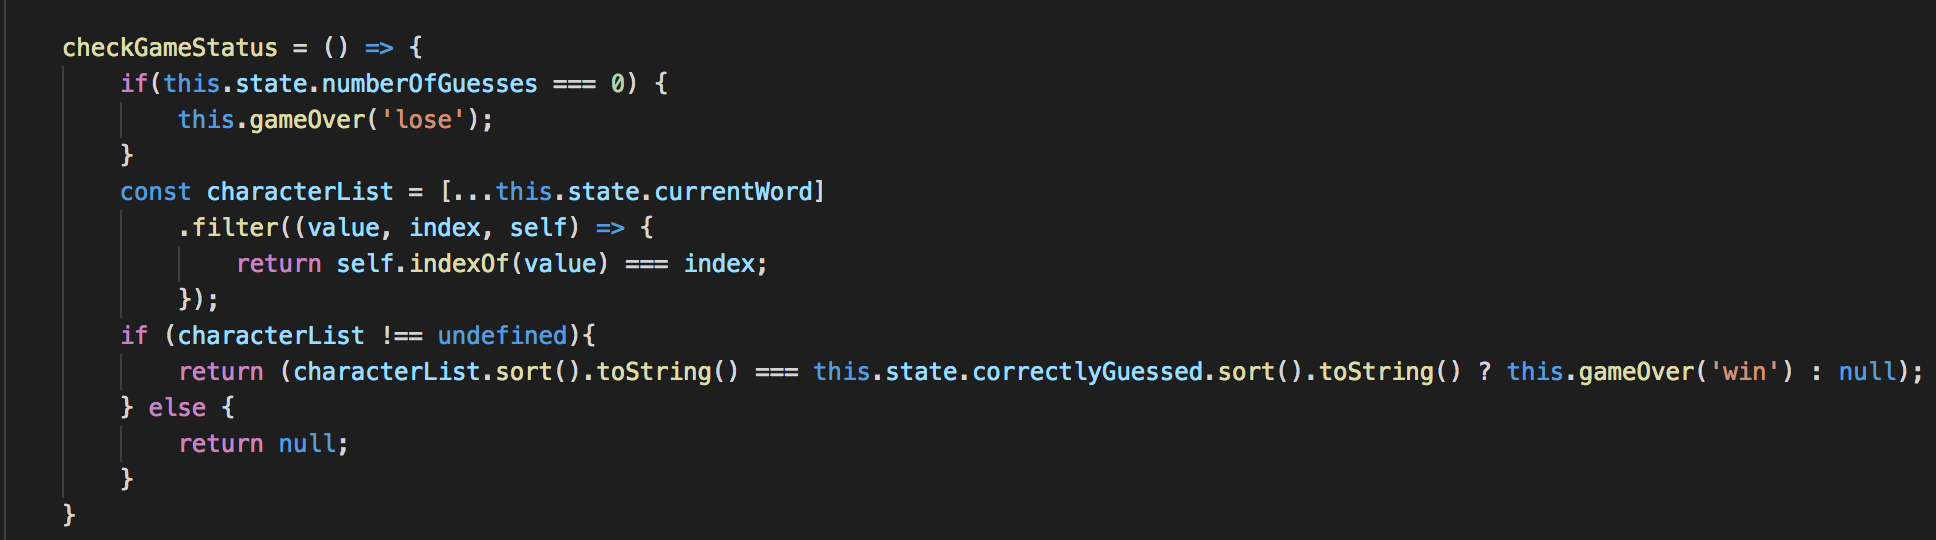 checkGameStatus = () => {
    if(this.state.numberOfGuesses === 0) {
        this.gameOver('lose');
    }
    const characterList = [...this.state.currentWord]
        .filter((value, index, self) => {
            return self.indexOf(value) === index;
        });
    if (characterList !== undefined){
        return (characterList.sort().toString() === this.state.correctlyGuessed.sort().toString() ? this.gameOver('win') : null);
    } else {
        return null;
    }
}